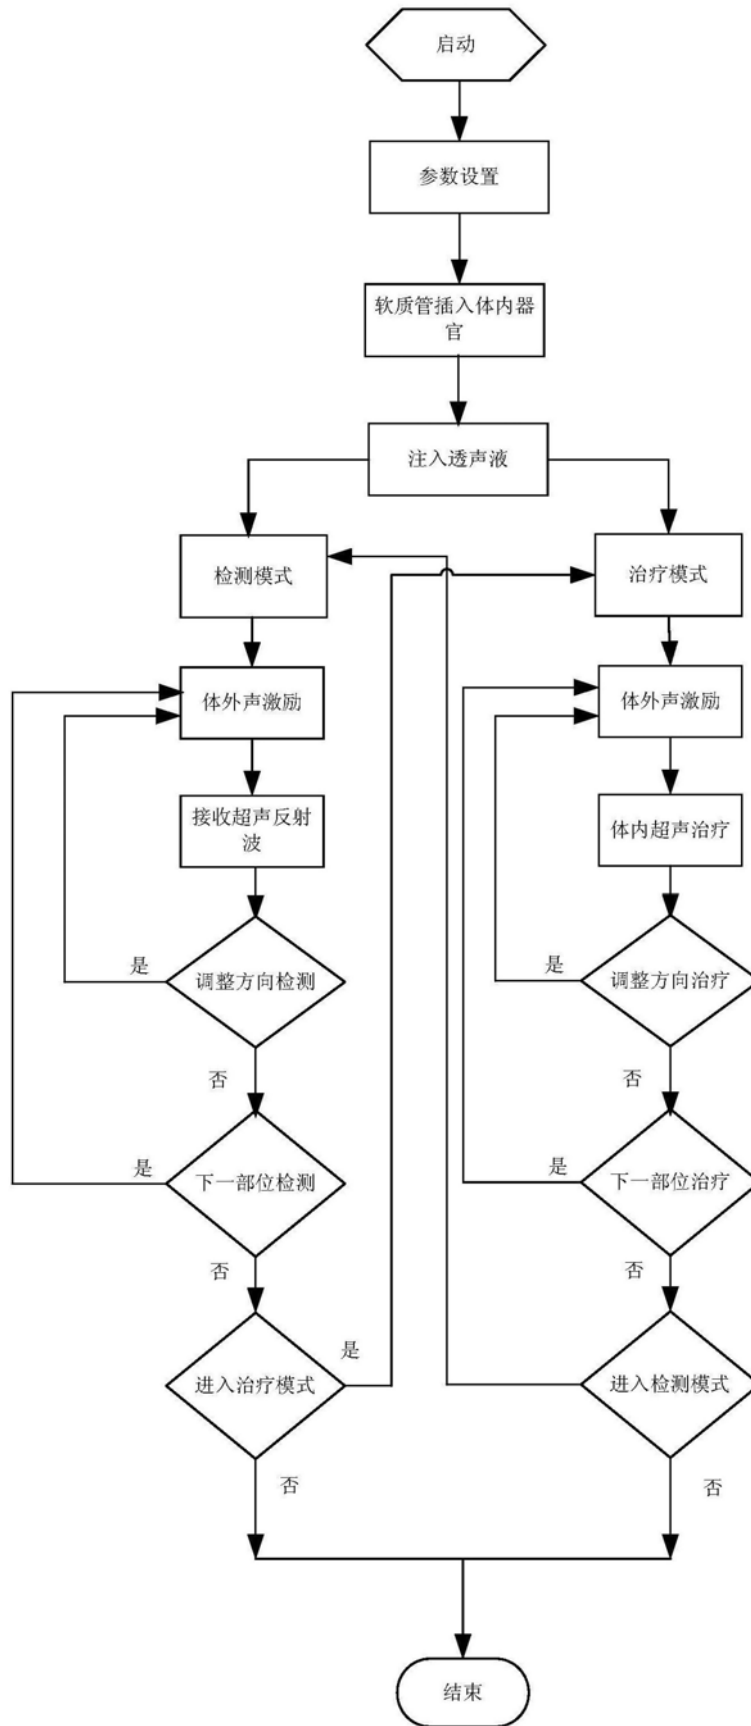 启动
参数设置
软质管插入体内器
官
注入透声液
检测模式
治疗模式
体外声激励
体外声激励
接收超声反射
波
体内超声治疗
是
调整方向检测
是
调整方向治疗
否
否
是
下一部位检测
是
下一部位治疗
否
否
是
进入治疗模式
进入检测模式
否
否
结束